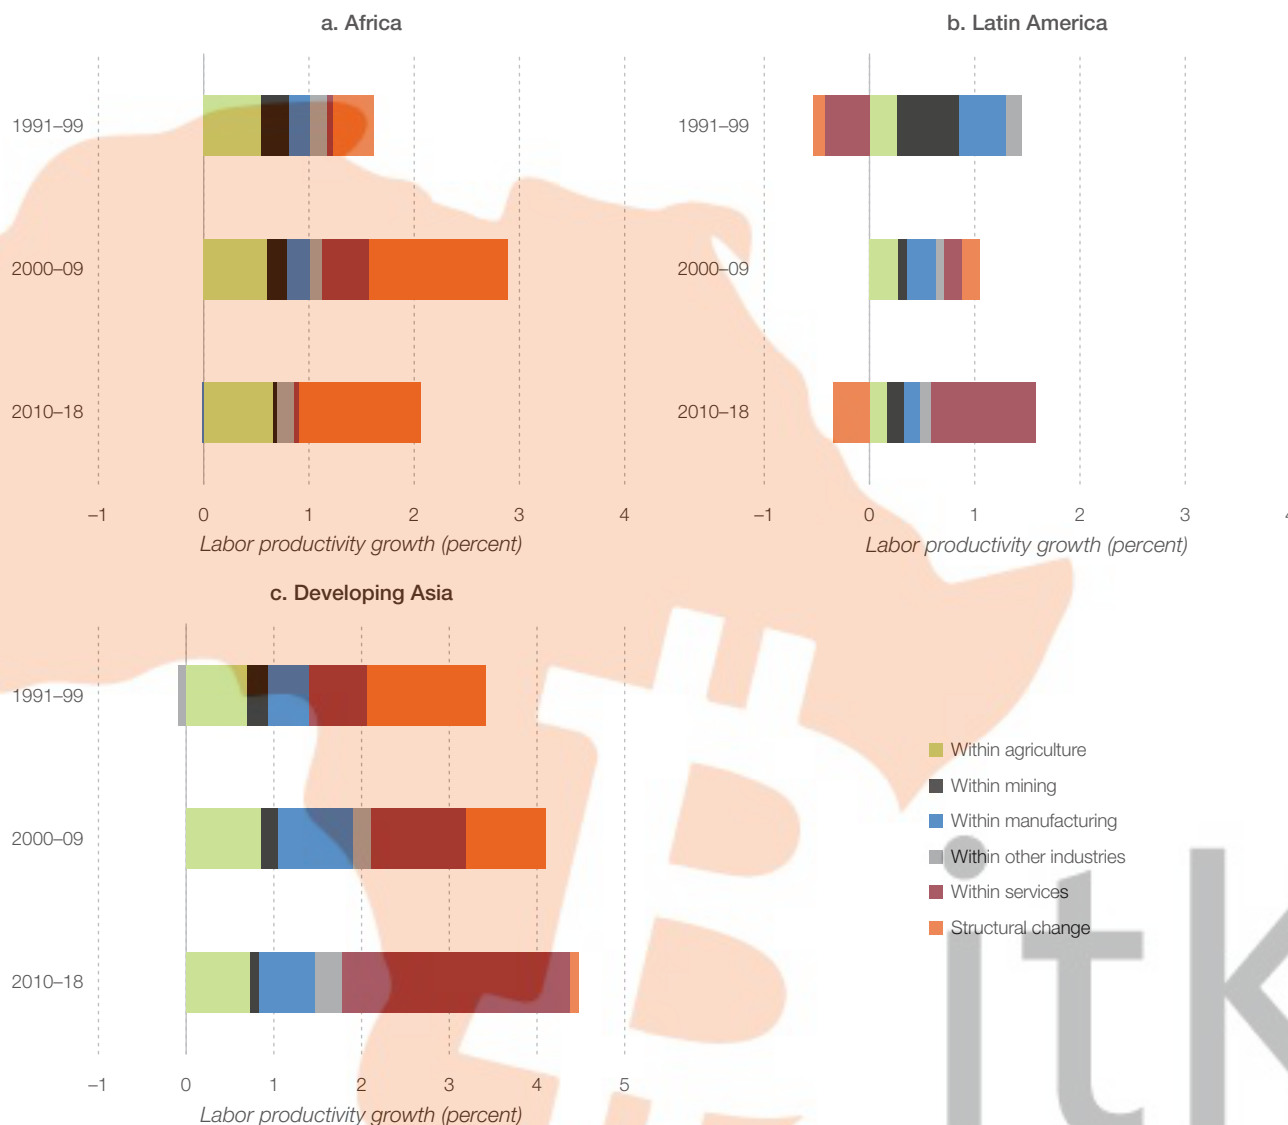 a. Africa
1991–99
2000–09
2010–18
–1 0 1 2 3 4
Labor productivity growth (percent)
b. Latin America
1991–99
2000–09
2010–18
–1 0 1 2 3
Labor productivity growth (percent)
c. Developing Asia
1991–99
2000–09
2010–18
–1 0 1 2 3 4 5
Labor productivity growth (percent)
Within agriculture
Within mining
Within manufacturing
Within other industries
Within services
Structural change
itk